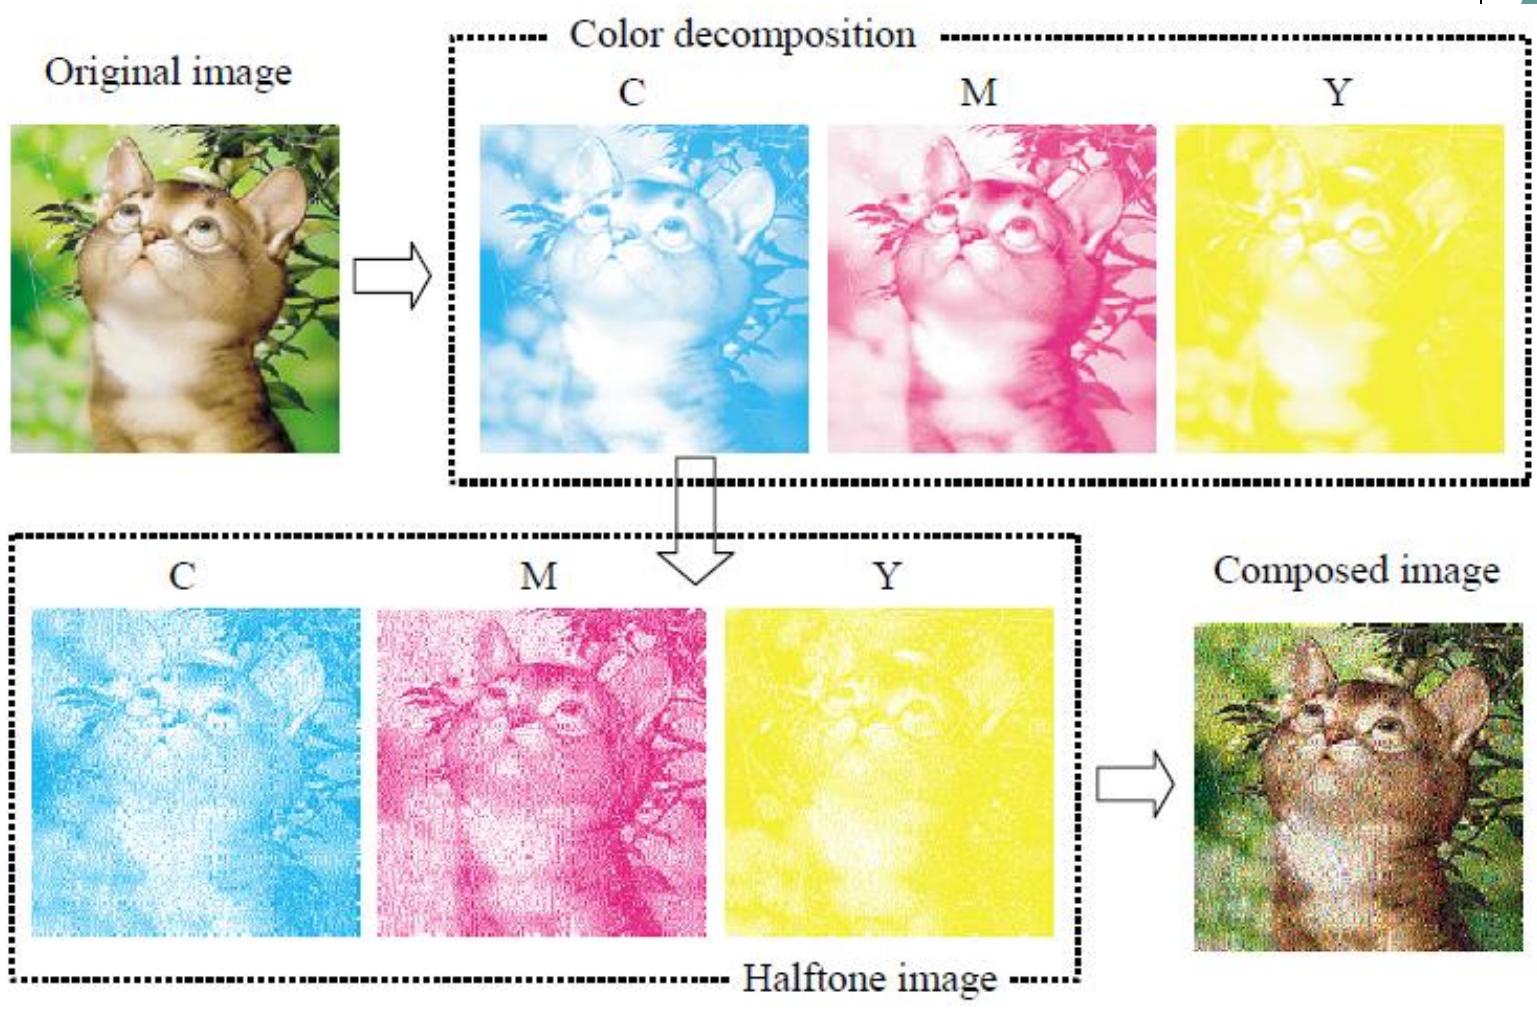 Color decomposition
Original image
C M Y
C M Y
Composed image
Halftone image